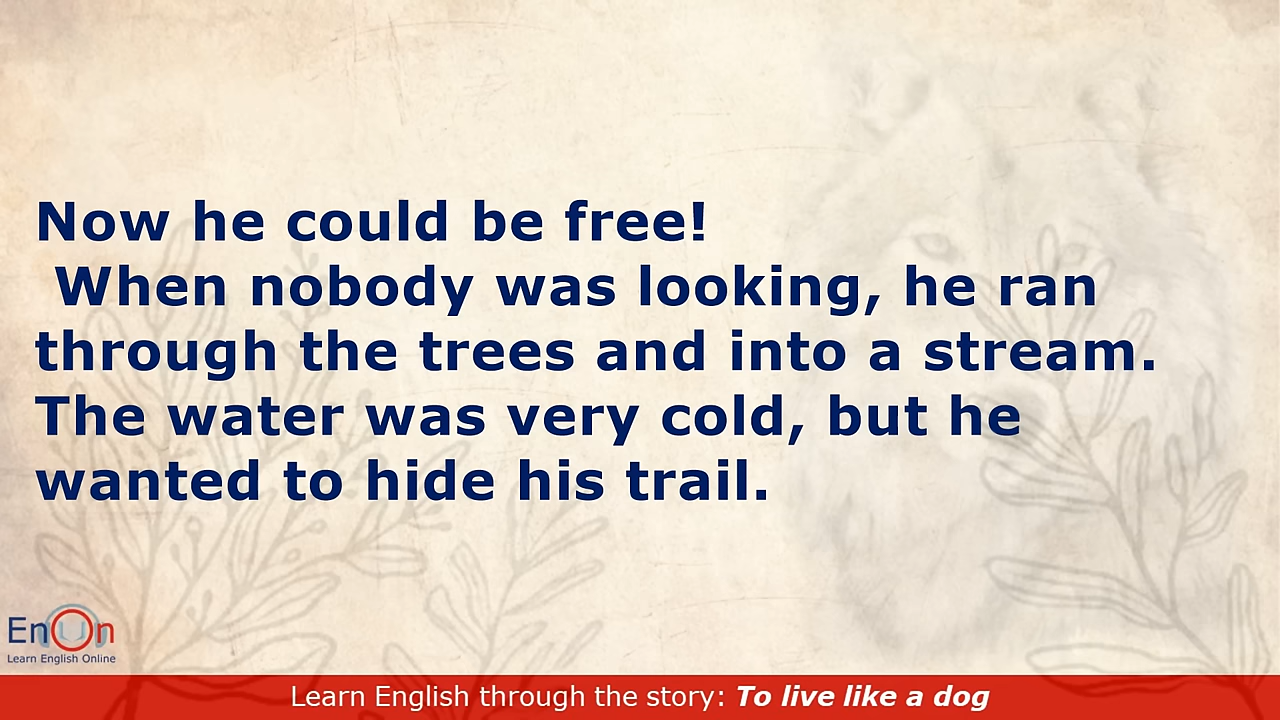 Now he could be free!
When nobody was looking, he ran
through the trees and into a stream.
The water was very cold, but he
wanted to hide his trail.
EnOn
Learn English Online
Learn English through the story: To live like a dog